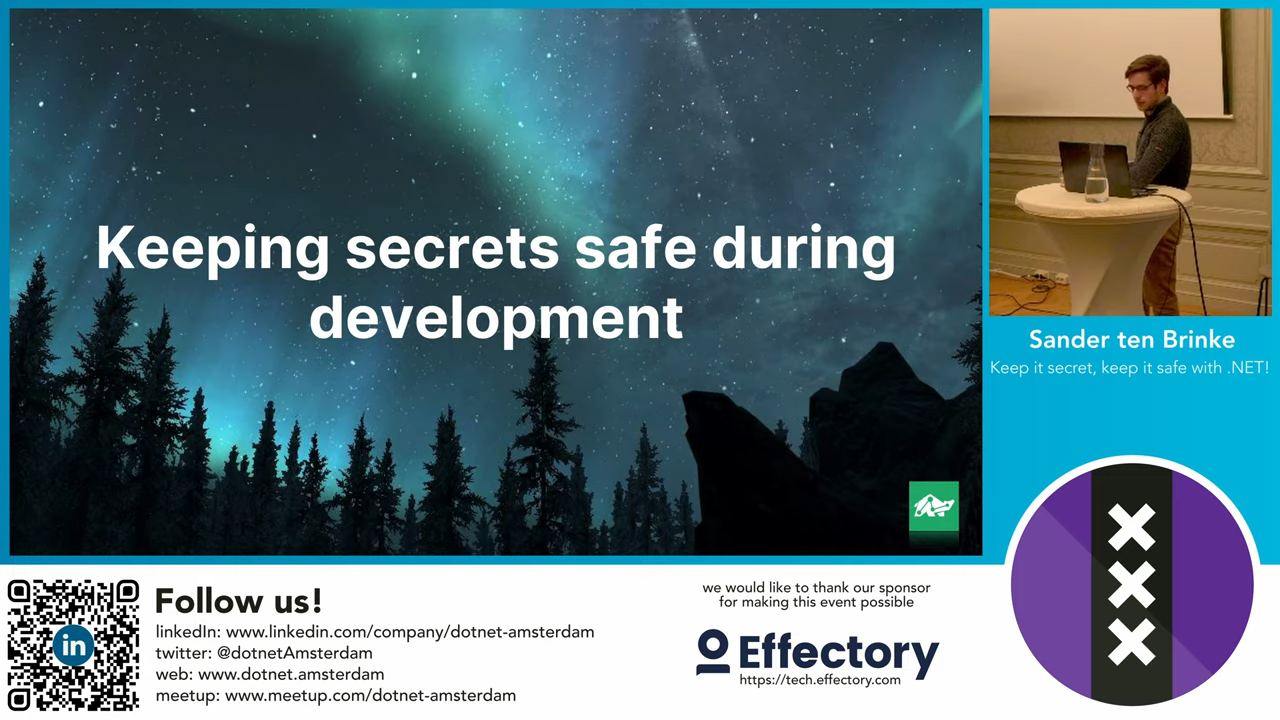 Keeping secrets safe during
development
Sander ten Brinke
Keep it secret, keep it safe with .NET!
Follow us!
linkedIn: www.linkedin.com/company/dotnet-amsterdam
twitter: @dotnetAmsterdam
web: www.dotnet.amsterdam
meetup: www.meetup.com/dotnet-amsterdam
in
we would like to thank our sponsor
for making this event possible
Effectory
https://tech.effectory.com